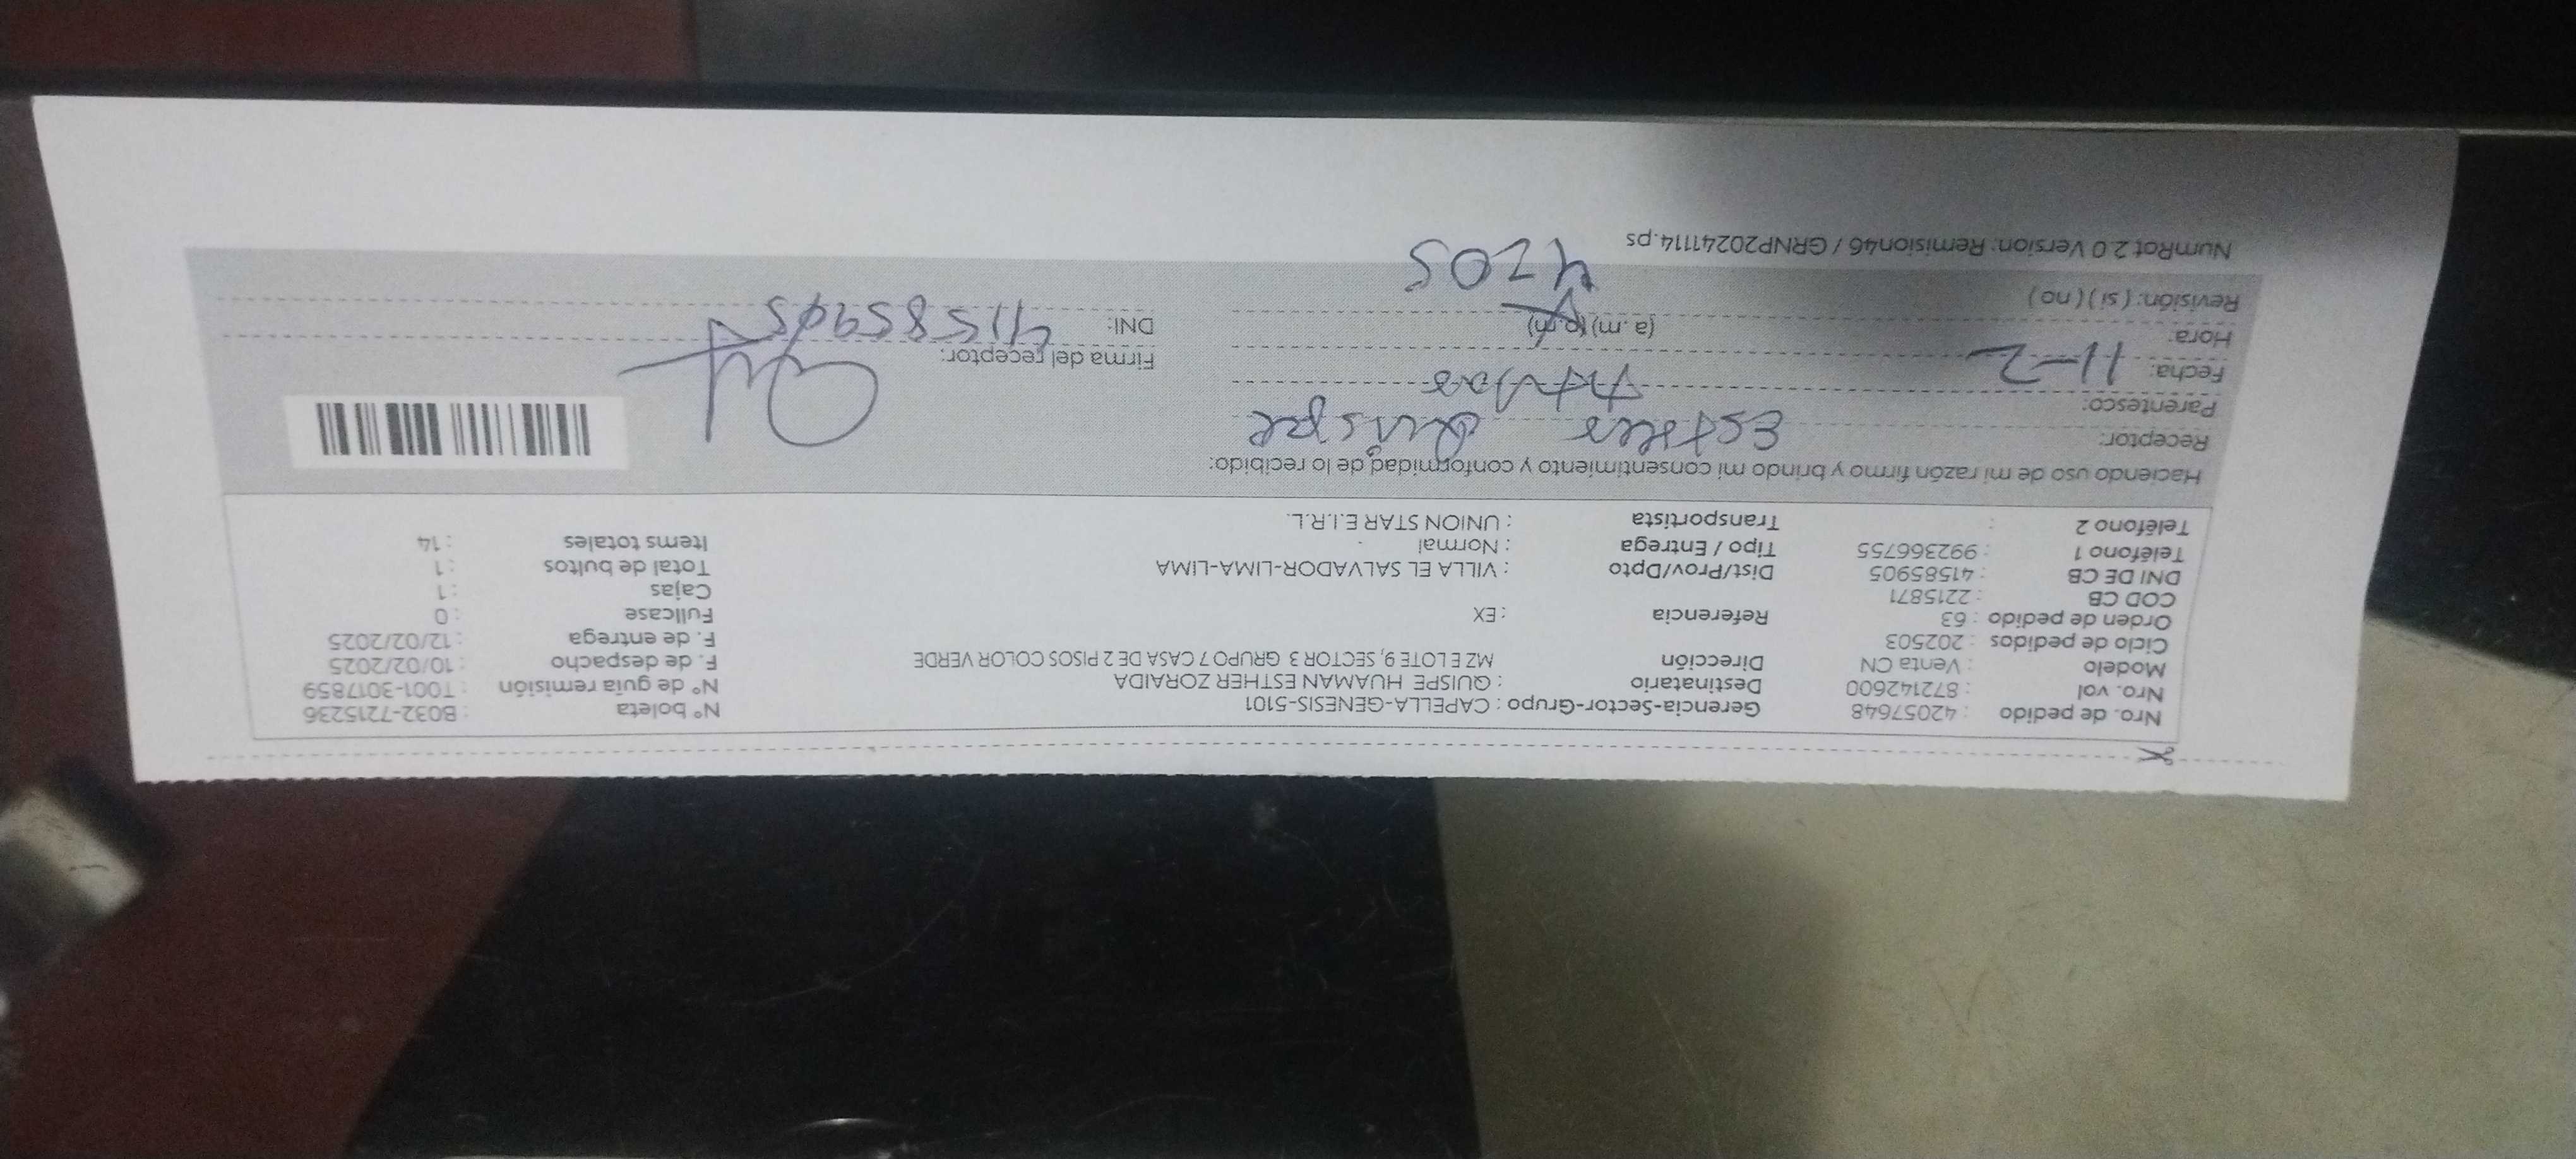 Nro. de pedido : 42057648 Gerencia-Sector-Grupo : CAPELLA-GENESIS-5101 N° boleta : B032-7215236
Nro. vol : 872142600 Destinatario : QUISPE HUAMAN ESTHER ZORAIDA N° de guía remisión : T001-3017859
Modelo : Venta CN Dirección MZ E LOTE 9, SECTOR 3 GRUPO 7 CASA DE 2 PISOS COLOR VERDE F. de despacho : 10/02/2025
Ciclo de pedidos : 202503 F. de entrega : 12/02/2025
Orden de pedido : 63 Referencia : EX Fullcase : 0
COD CB : 2215871 Cajas : 1
DNI DE CB : 41585905 Dist/Prov/Dpto : VILLA EL SALVADOR-LIMA-LIMA Total de bultos : 1
Teléfono 1 : 992366755 Tipo / Entrega : Normal Items totales : 14
Teléfono 2 : Transportista : UNION STAR E.I.R.L.
Haciendo uso de mi razón firmo y brindo mi consentimiento y conformidad de lo recibido:
Receptor: Esther Quispe
Parentesco: titular
Fecha: 11-2 Firma del receptor:
Hora: (a.m) (p.m) DNI: 41585905
Revisión: ( si ) ( no ) 4205
NumRot 2.0 Version: Remision46 / GRNP20241114.ps